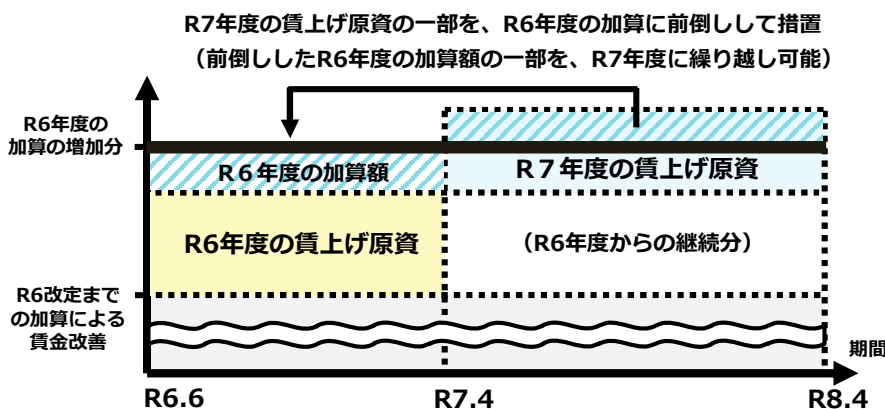 R7年度の賃上げ原資の一部を、R6年度の加算に前倒しして措置
（前倒ししたR6年度の加算額の一部を、R7年度に繰り越し可能）
R6年度の
加算の増加分
R６年度の加算額
R７年度の賃上げ原資
R6年度の賃上げ原資
（R6年度からの継続分）
R6改定まで
の加算による
賃金改善
期間
R6.6
R7.4
R8.4